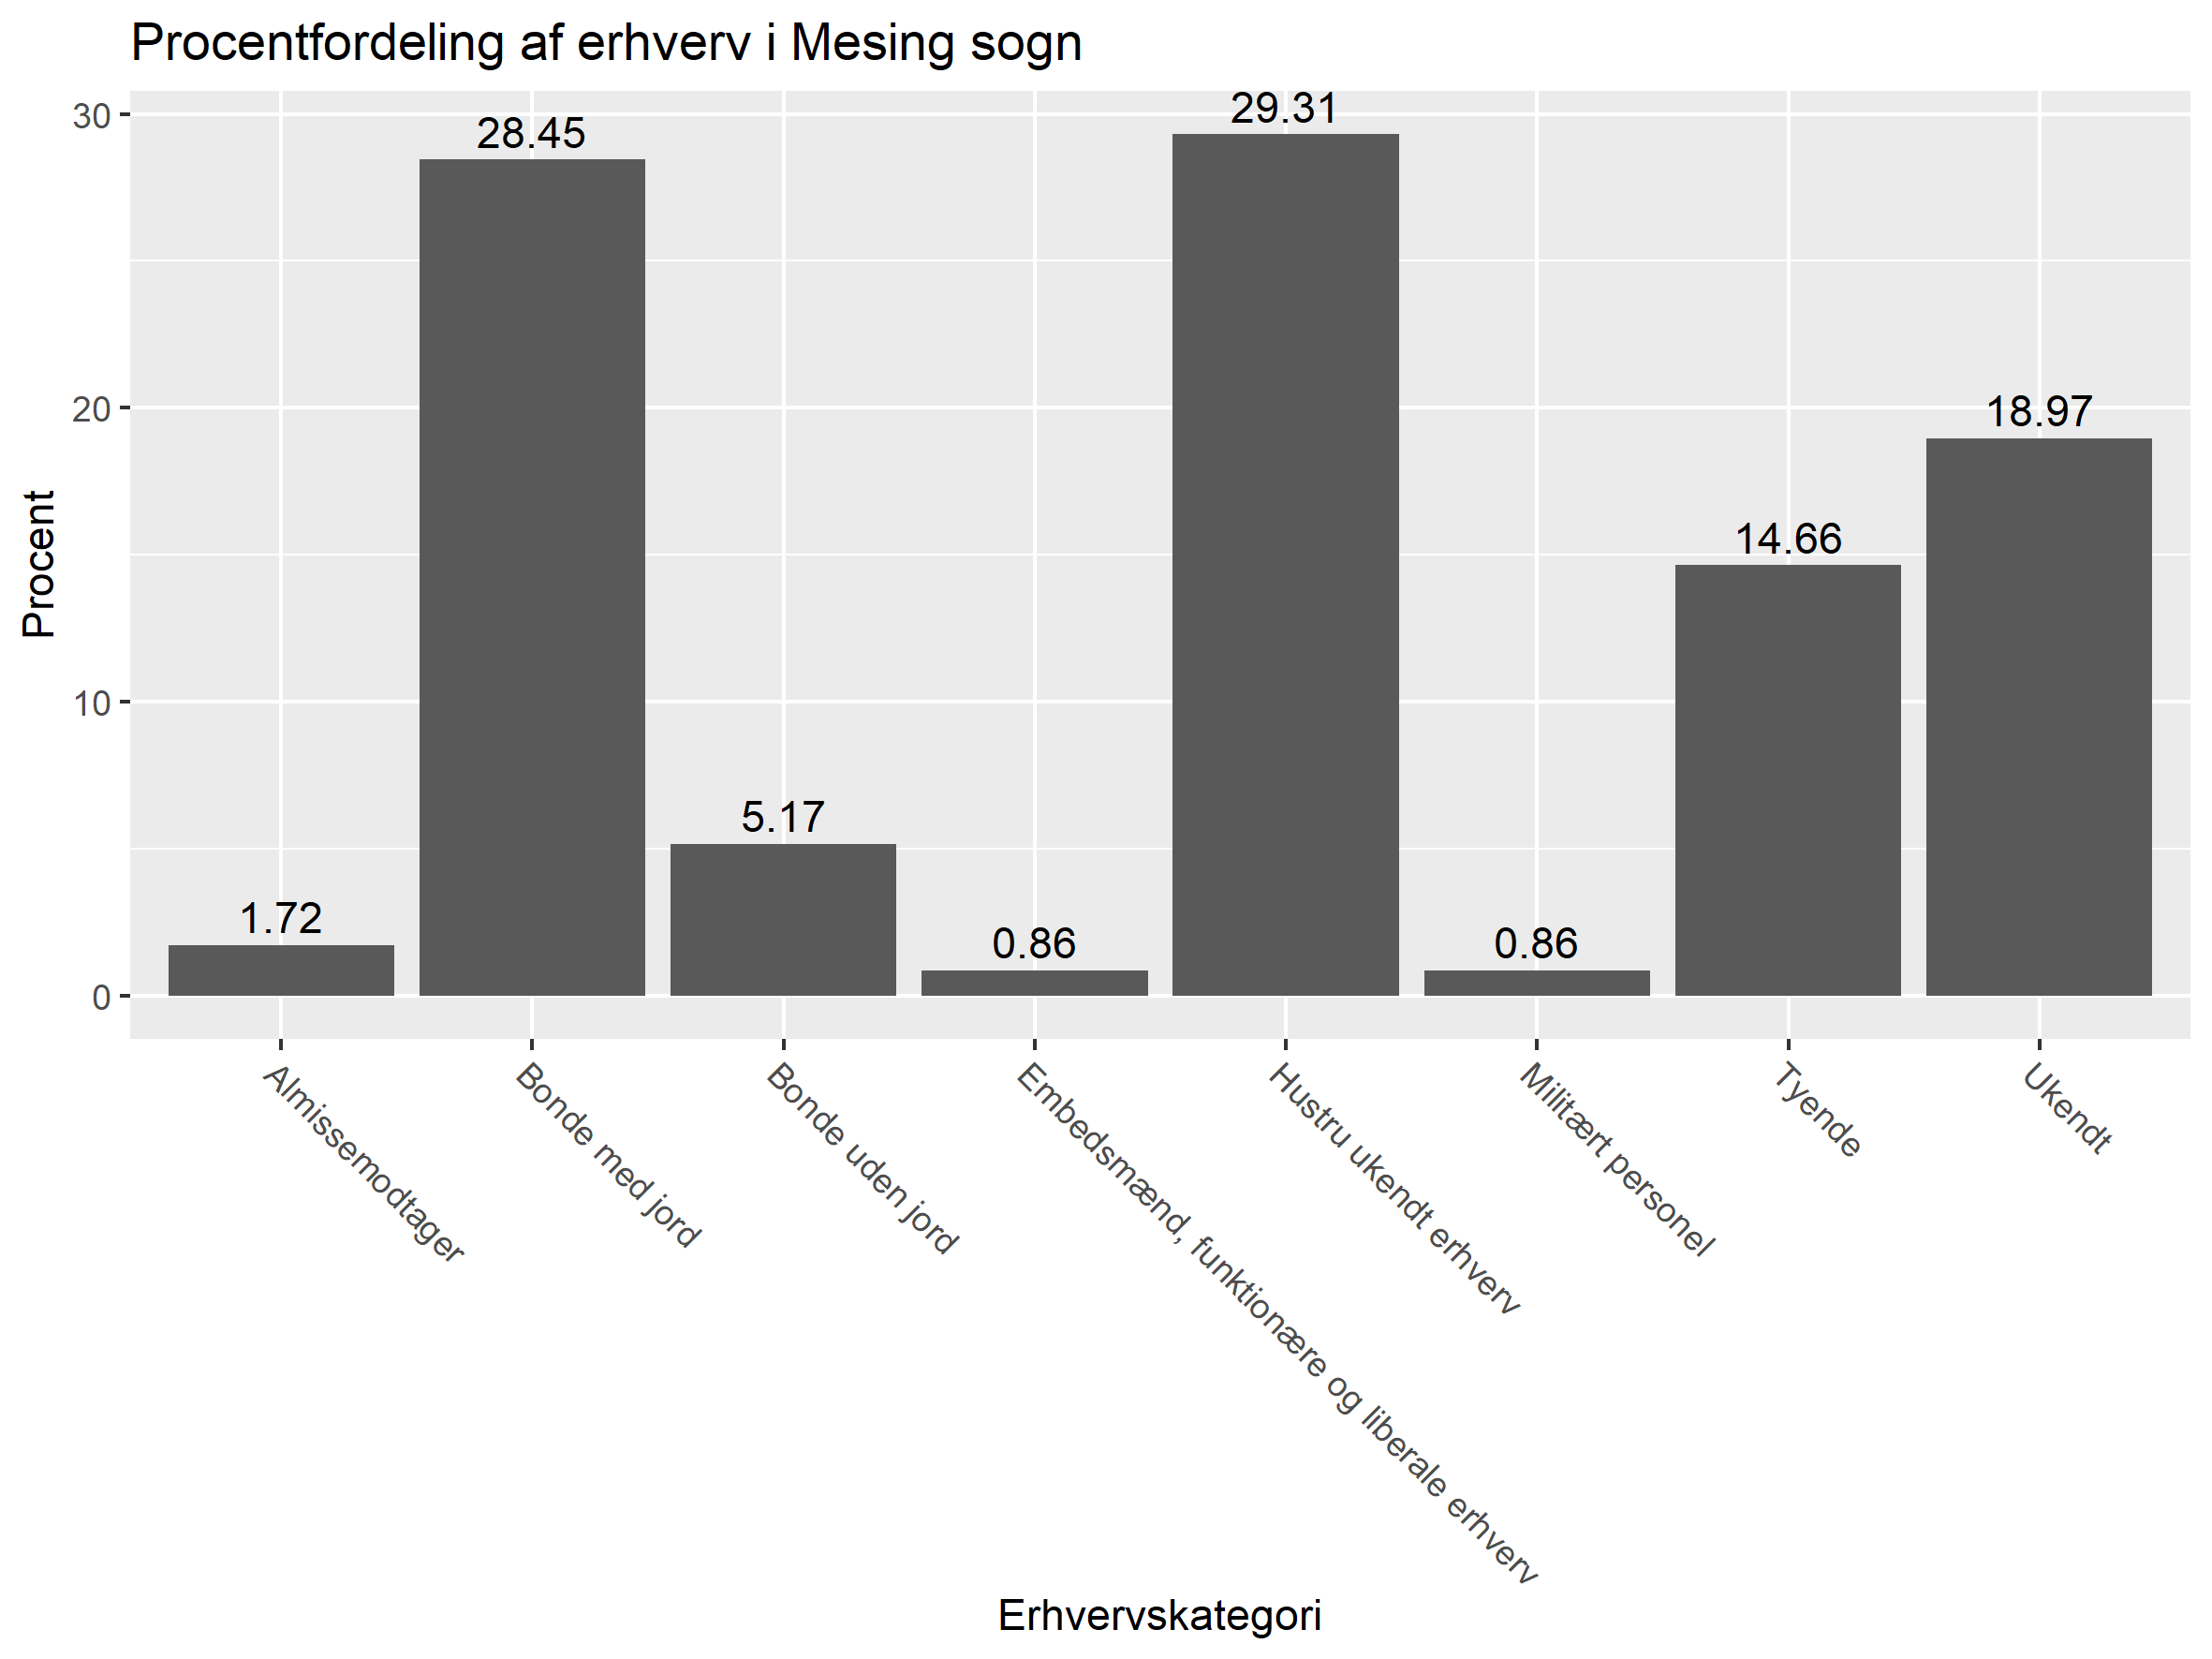 Procentfordeling af erhverv i Mesing sogn
Procent
30
20
10
0
1.72
28.45
5.17
0.86
29.31
0.86
14.66
18.97
Almissemodtager
Bonde med jord
Bonde uden jord
Embedsmænd, funktionære og liberale erhverv
Hustru ukendt erhverv
Militært personel
Tyende
Ukendt
Erhvervskategori